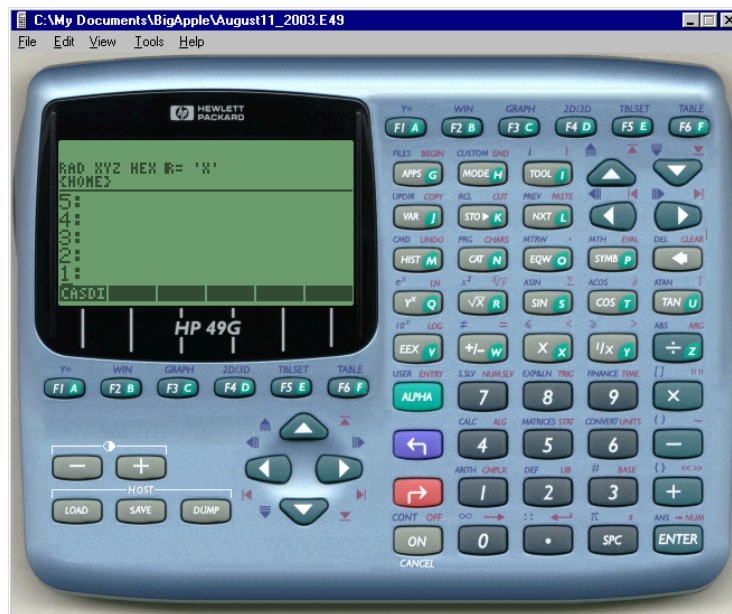 C:\My Documents\BigApple\August11_2003.E49
File Edit View Tools Help
HEWLETT
PACKARD
RAD XYZ HEX R= 'X'
{HOME}
5:
4:
3:
2:
1:
CASDI
HP 49G
Y= WIN GRAPH 2D/3D TBLSET TABLE
F1 A F2 B F3 C F4 D F5 E F6 F
HOST
LOAD SAVE DUMP
Y= WIN GRAPH 2D/3D TBLSET TABLE
F1 A F2 B F3 C F4 D F5 E F6 F
FILES BEGIN CUSTOM END i I
APPS G MODE H TOOL I
UPDIR COPY RCL CUT PREV PASTE
VAR J STO▶ K NXT L
CMD UNDO PRG CHARS MTRW ' MTH EVAL DEL CLEAR
HIST M CAT N EQW O SYMB P
e^x LN x² ˣ√y ASIN Σ ACOS ∂ ATAN ∫
Y^X Q √X R SIN S COS T TAN U
10^x LOG ≠ = ≤ < ≥ > ABS ARG
EEX V +/- W X X 1/X Y ÷ Z
USER ENTRY S.SLV NUM.SLV EXP&LN TRIG FINANCE TIME [ ] " "
ALPHA 7 8 9 ×
CALC ALG MATRICES STAT CONVERT UNITS ( ) _
4 5 6 −
ARITH CMPLX DEF LIB # BASE { } << >>
1 2 3 +
CONT OFF ∞ → : : ↵ π , ANS →NUM
ON 0 . SPC ENTER
CANCEL